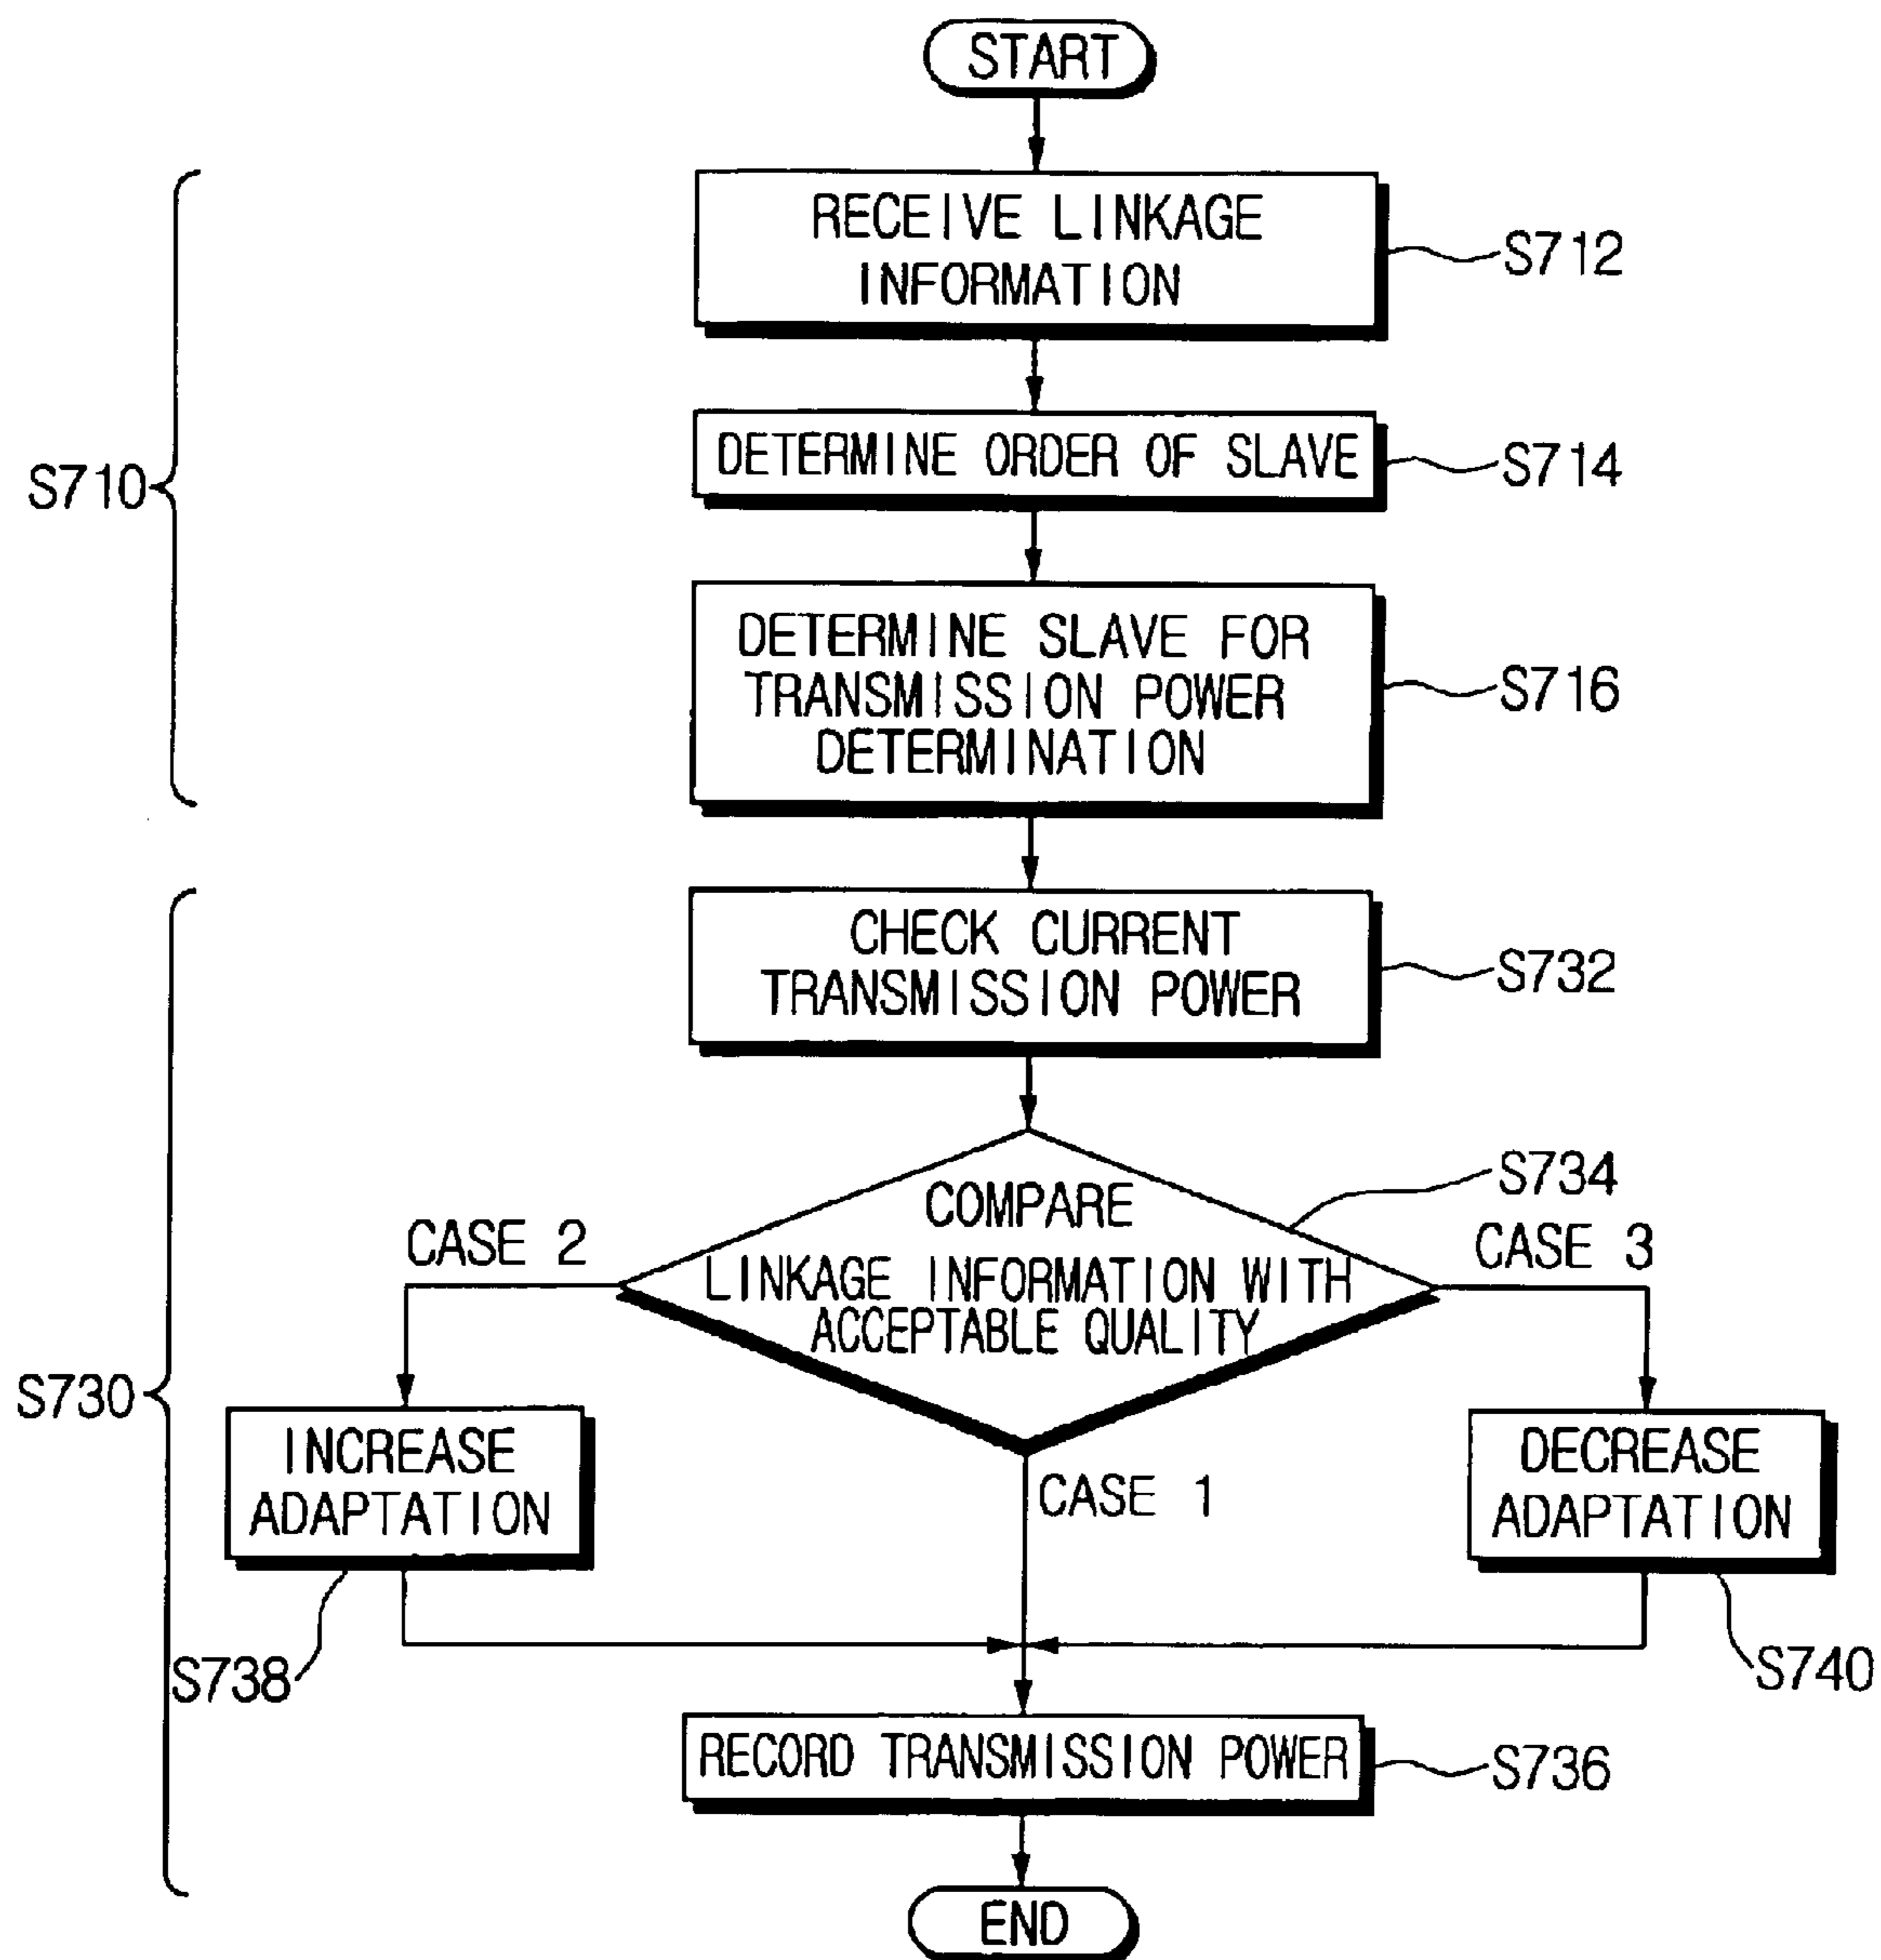 START
RECEIVE LINKAGE
INFORMATION
S712
DETERMINE ORDER OF SLAVE
S714
S710
DETERMINE SLAVE FOR
TRANSMISSION POWER
DETERMINATION
S716
CHECK CURRENT
TRANSMISSION POWER
S732
S734
COMPARE
LINKAGE INFORMATION WITH
ACCEPTABLE QUALITY
CASE 2
CASE 3
S730
INCREASE
ADAPTATION
CASE 1
DECREASE
ADAPTATION
S738
S740
RECORD TRANSMISSION POWER
S736
END